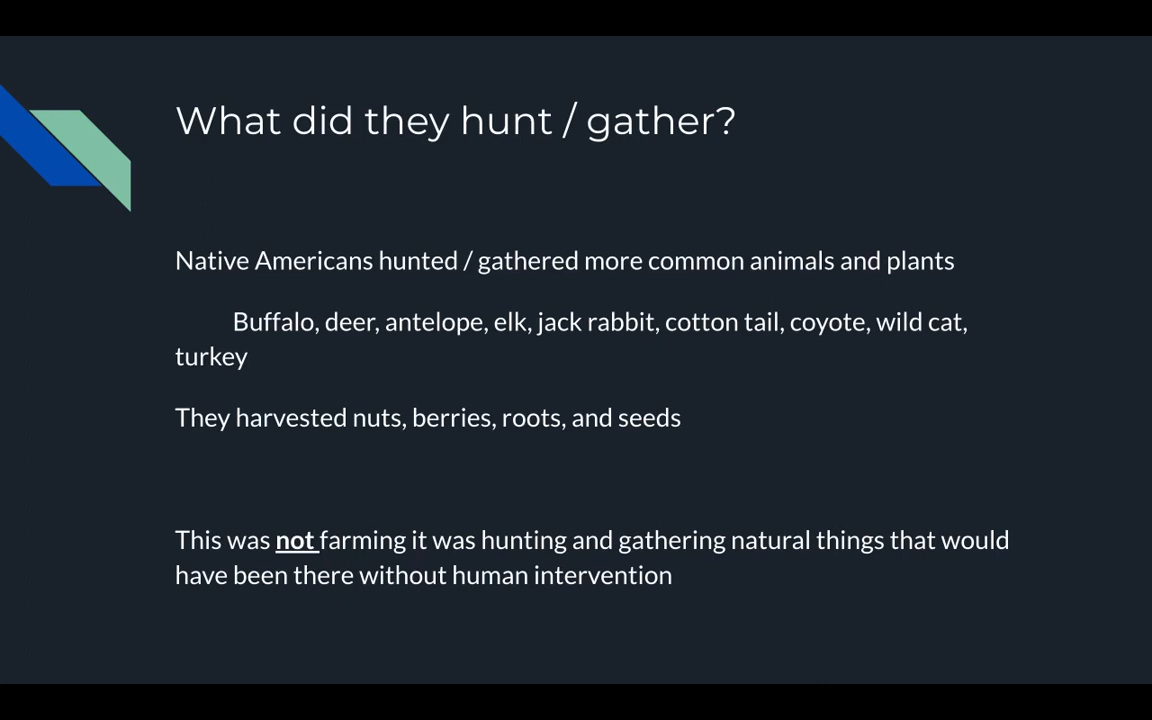 What did they hunt / gather?
Native Americans hunted / gathered more common animals and plants
Buffalo, deer, antelope, elk, jack rabbit, cotton tail, coyote, wild cat,
turkey
They harvested nuts, berries, roots, and seeds
This was not farming it was hunting and gathering natural things that would
have been there without human intervention